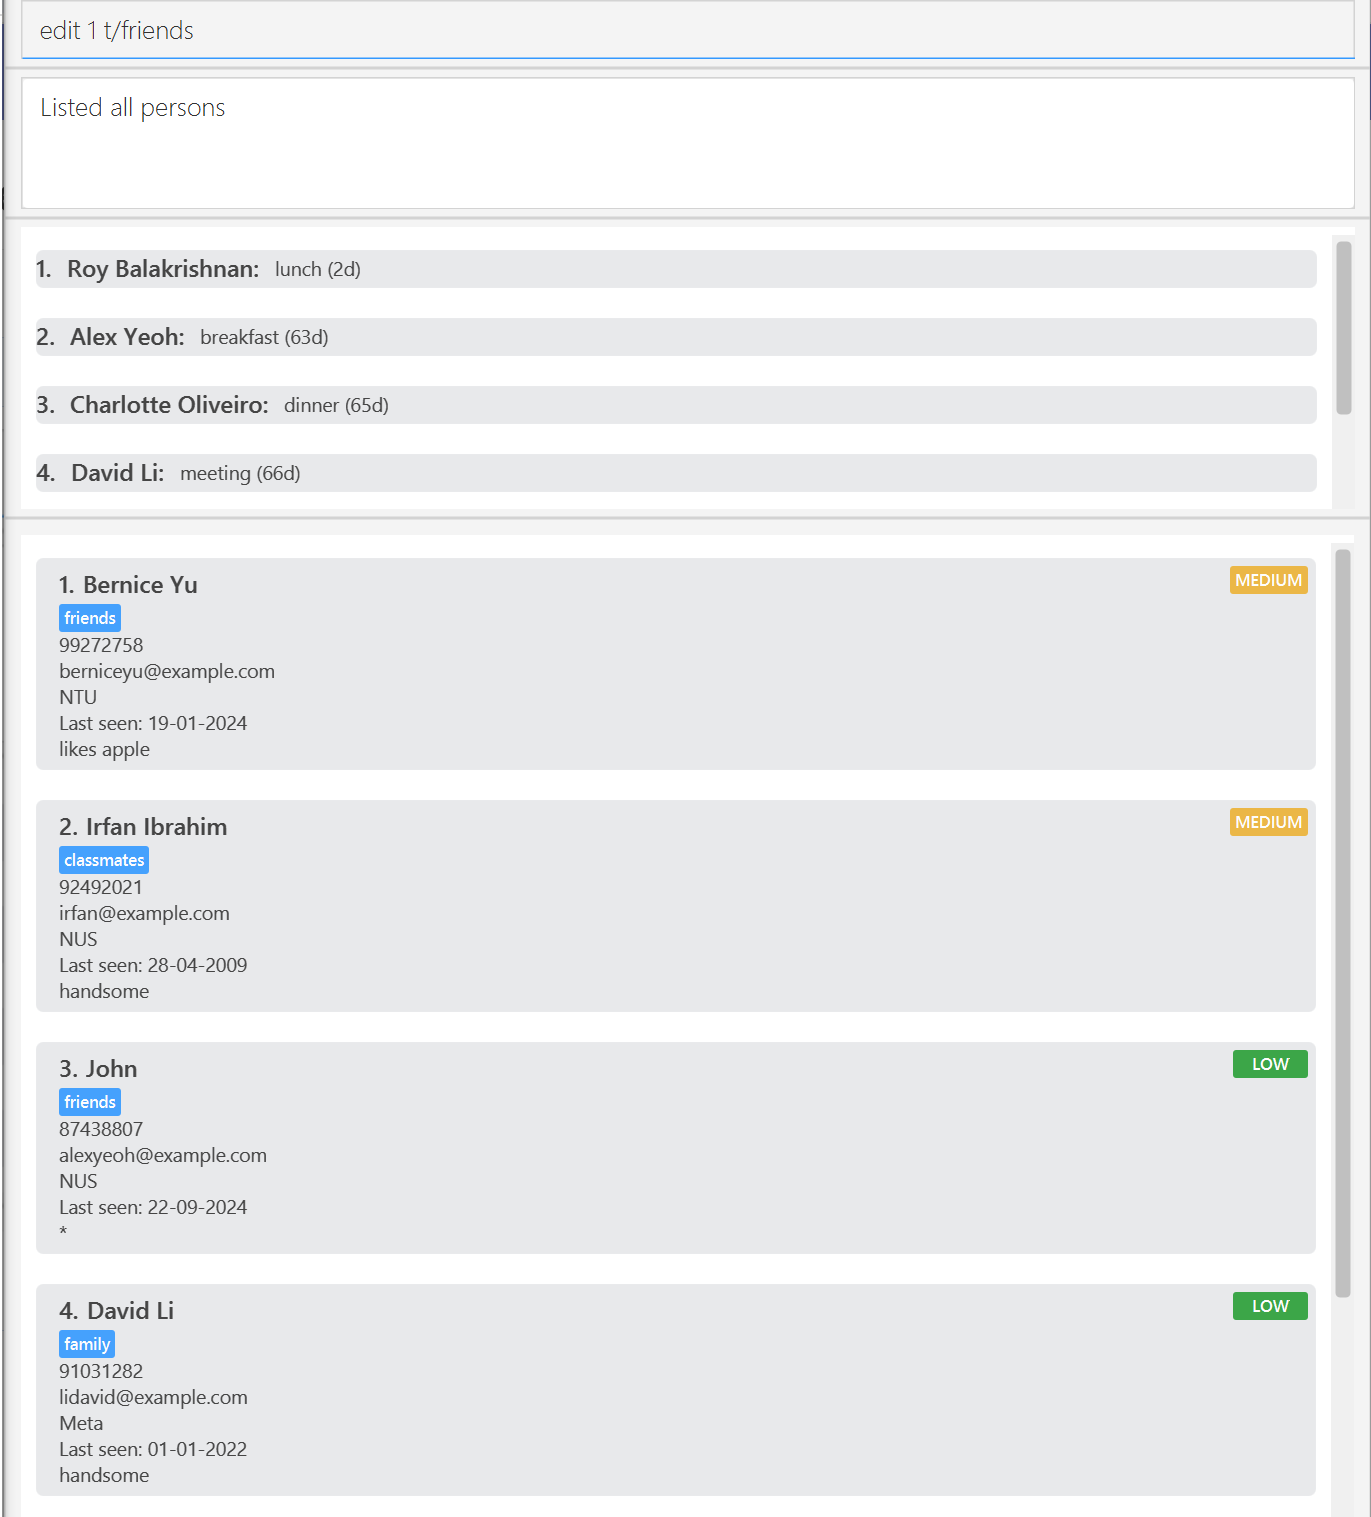 edit 1 t/friends
Listed all persons
1. Roy Balakrishnan: lunch (2d)
2. Alex Yeoh: breakfast (63d)
3. Charlotte Oliveiro: dinner (65d)
4. David Li: meeting (66d)
1. Bernice Yu MEDIUM
friends
99272758
berniceyu@example.com
NTU
Last seen: 19-01-2024
likes apple
2. Irfan Ibrahim MEDIUM
classmates
92492021
irfan@example.com
NUS
Last seen: 28-04-2009
handsome
3. John LOW
friends
87438807
alexyeoh@example.com
NUS
Last seen: 22-09-2024
*
4. David Li LOW
family
91031282
lidavid@example.com
Meta
Last seen: 01-01-2022
handsome